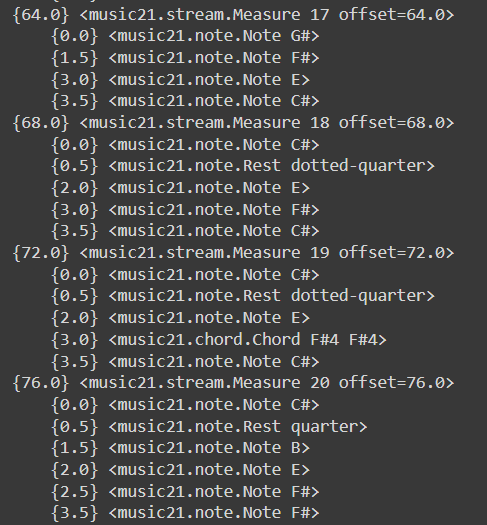 {64.0} <music21.stream.Measure 17 offset=64.0>
{0.0} <music21.note.Note G#>
{1.5} <music21.note.Note F#>
{3.0} <music21.note.Note E>
{3.5} <music21.note.Note C#>
{68.0} <music21.stream.Measure 18 offset=68.0>
{0.0} <music21.note.Note C#>
{0.5} <music21.note.Rest dotted-quarter>
{2.0} <music21.note.Note E>
{3.0} <music21.note.Note F#>
{3.5} <music21.note.Note C#>
{72.0} <music21.stream.Measure 19 offset=72.0>
{0.0} <music21.note.Note C#>
{0.5} <music21.note.Rest dotted-quarter>
{2.0} <music21.note.Note E>
{3.0} <music21.chord.Chord F#4 F#4>
{3.5} <music21.note.Note C#>
{76.0} <music21.stream.Measure 20 offset=76.0>
{0.0} <music21.note.Note C#>
{0.5} <music21.note.Rest quarter>
{1.5} <music21.note.Note B>
{2.0} <music21.note.Note E>
{2.5} <music21.note.Note F#>
{3.5} <music21.note.Note F#>